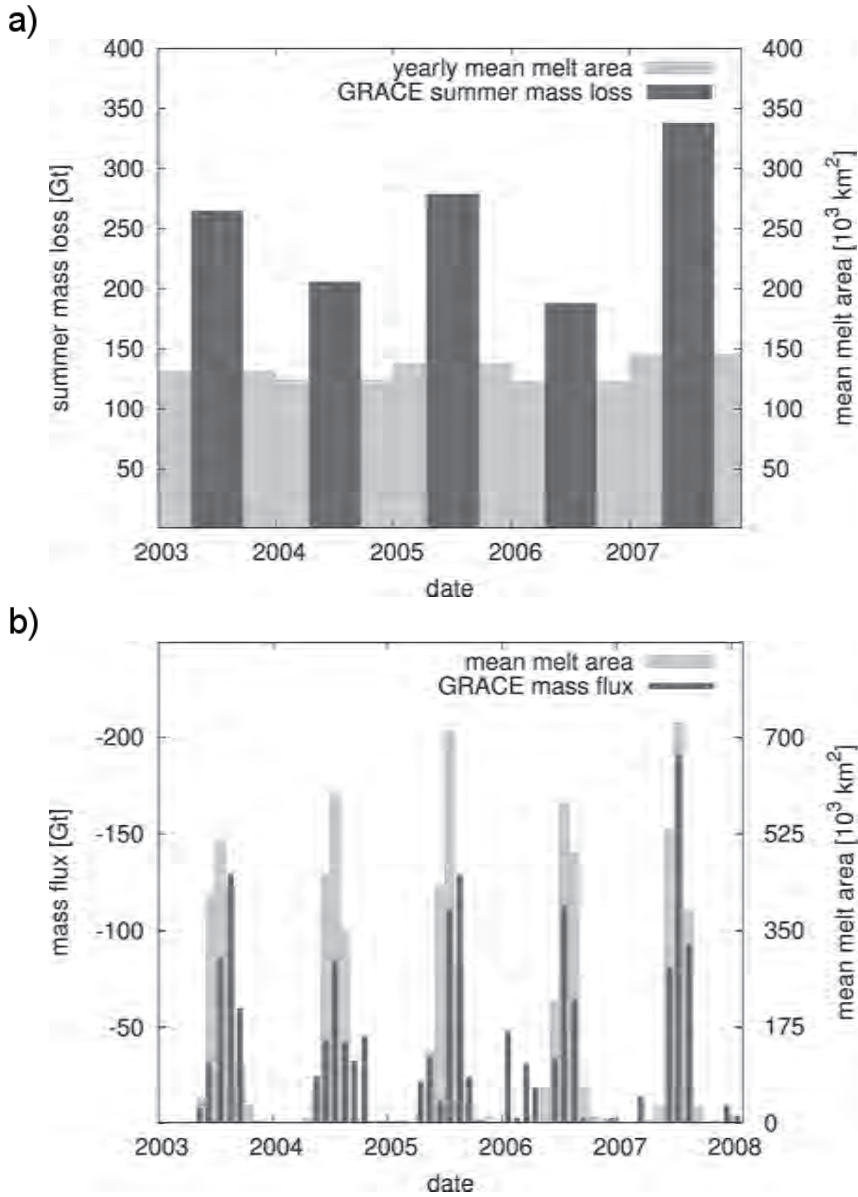 a)
400
350
300
250
200
150
100
50
summer mass loss [Gt]
yearly mean melt area
GRACE summer mass loss
400
350
300
250
200
150
100
50
0
mean melt area [10³ km²]
2003 2004 2005 2006 2007
date
b)
-200
-150
-100
-50
mass flux [Gt]
mean melt area
GRACE mass flux
700
525
350
175
0
mean melt area [10³ km²]
2003 2004 2005 2006 2007 2008
date